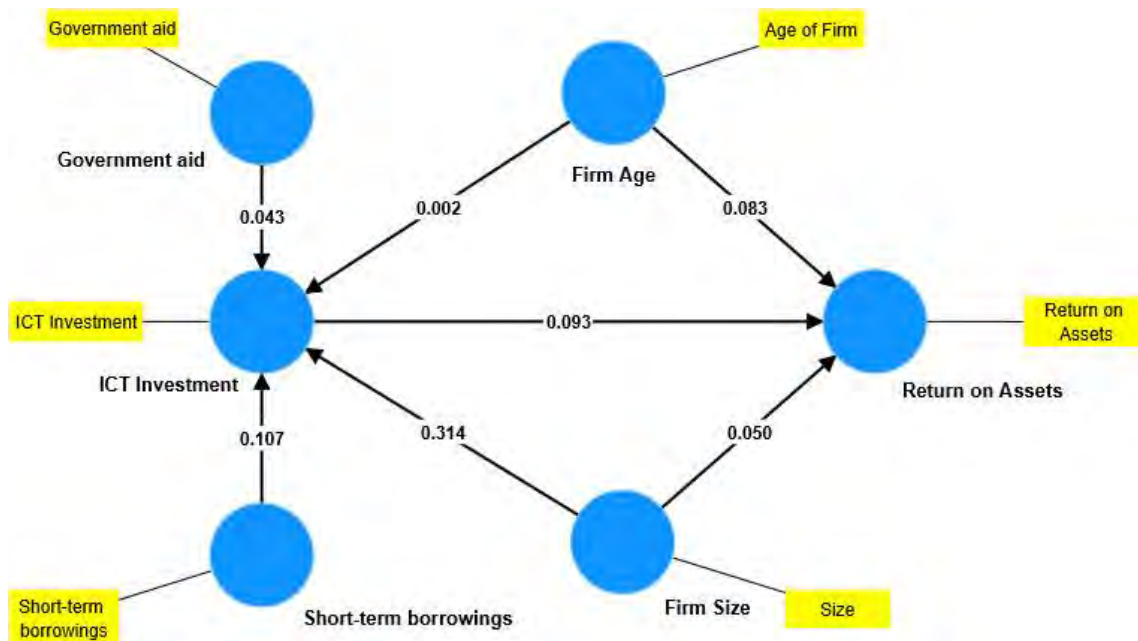 Government aid
Age of Firm
Government aid
Firm Age
0.043
0.002
0.083
ICT Investment
0.093
Return on
Assets
ICT Investment
Return on Assets
0.107
0.314
0.050
Short-term
borrowings
Short-term borrowings
Firm Size
Size